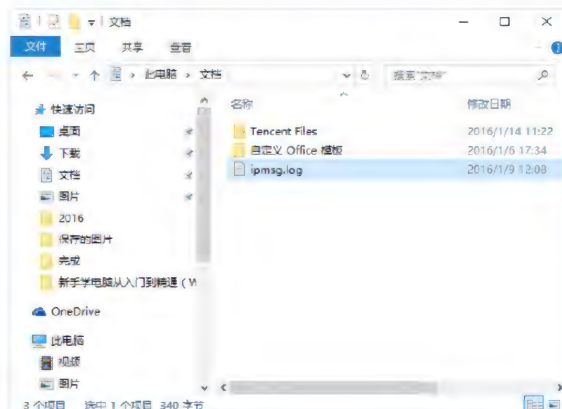 文档
文件 主页 共享 查看
此电脑 › 文档
搜索"文档"
快速访问
桌面
下载
文档
图片
2016
保存的图片
完成
新手学电脑从入门到精通（W
OneDrive
此电脑
视频
图片
名称 修改日期
Tencent Files 2016/1/14 11:22
自定义 Office 模板 2016/1/6 17:34
ipmsg.log 2016/1/9 12:08
3 个项目 选中 1 个项目 340 字节